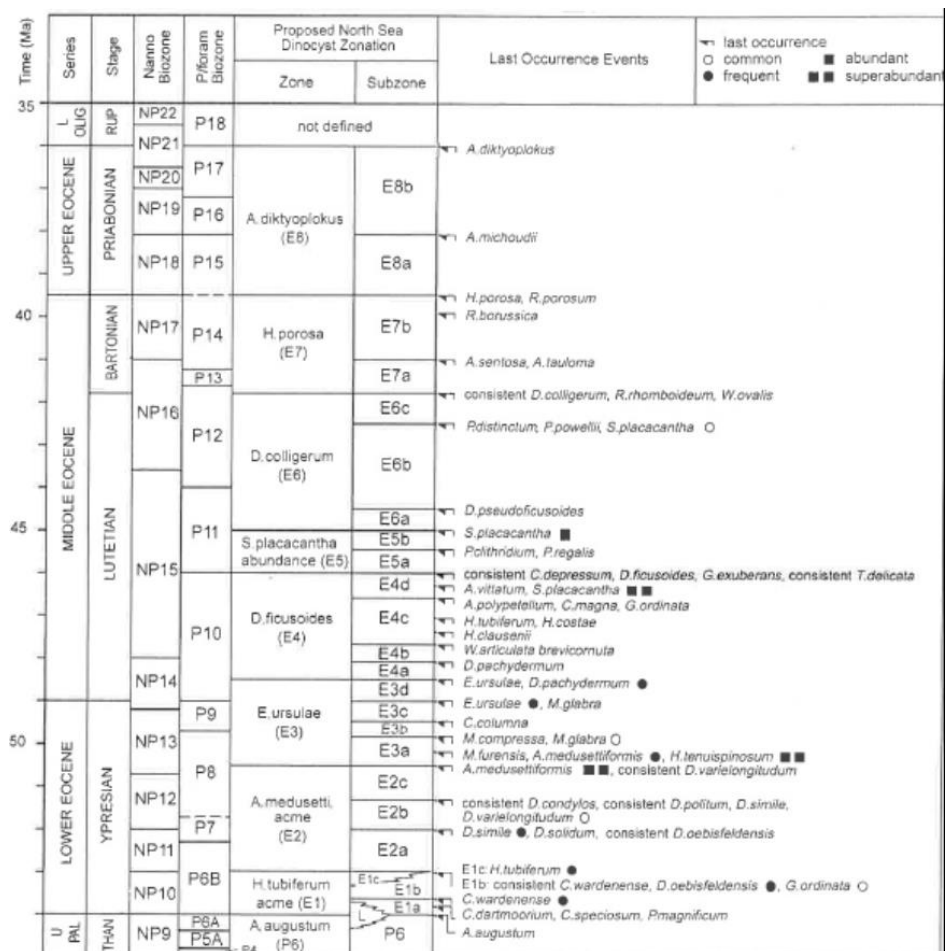 Time (Ma)
Series
Stage
Nanno Biozone
P/foram Biozone
Proposed North Sea
Dinocyst Zonation
Zone
Subzone
Last Occurrence Events
last occurrence
common
frequent
abundant
superabundant
35
L OLIG
RUP
NP22
NP21
P18
not defined
UPPER EOCENE
PRIABONIAN
NP20
NP19
NP18
P17
P16
P15
A.diktyoplokus
(E8)
E8b
E8a
A.diktyoplokus
A.michoudii
40
MIDDLE EOCENE
BARTONIAN
NP17
P14
P13
H.porosa
(E7)
E7b
E7a
H.porosa, R.porosum
R.borussica
A.sentosa, A.tauloma
LUTETIAN
NP16
P12
D.colligerum
(E6)
E6c
E6b
E6a
consistent D.colligerum, R.rhomboideum, W.ovalis
P.distinctum, P.powellii, S.placacantha
D.pseudoficusoides
45
NP15
P11
S.placacantha
abundance (E5)
E5b
E5a
S.placacantha
P.clithridium, P.regalis
P10
D.ficusoides
(E4)
E4d
E4c
E4b
E4a
consistent C.depressum, D.ficusoides, G.exuberans, consistent T.delicata
A.vittatum, S.placacantha
A.polypetellum, C.magna, G.ordinata
H.tubiferum, H.costae
H.clausenii
W.articulata brevicornuta
D.pachydermum
NP14
E.ursulae
(E3)
E3d
E3c
E3b
E3a
E.ursulae, D.pachydermum
E.ursulae, M.glabra
C.columna
M.compressa, M.glabra
M.furensis, A.medusettiformis, H.tenuispinosum
50
LOWER EOCENE
YPRESIAN
NP13
NP12
NP11
NP10
P9
P8
P7
P6B
A.medusetti,
acme
(E2)
E2c
E2b
E2a
A.medusettiformis, consistent D.varielongitudum
consistent D.condylos, consistent D.politum, D.simile,
D.varielongitudum
D.simile, D.solidum, consistent D.oebisfeldensis
H.tubiferum
acme (E1)
E1c
E1b
E1a
E1c: H.tubiferum
E1b: consistent C.wardenense, D.oebisfeldensis, G.ordinata
C.wardenense
C.dartmoorium, C.speciosum, P.magnificum
U PAL
THAN
NP9
P6A
P5A
P4
A.augustum
(P6)
L
P6
A.augustum